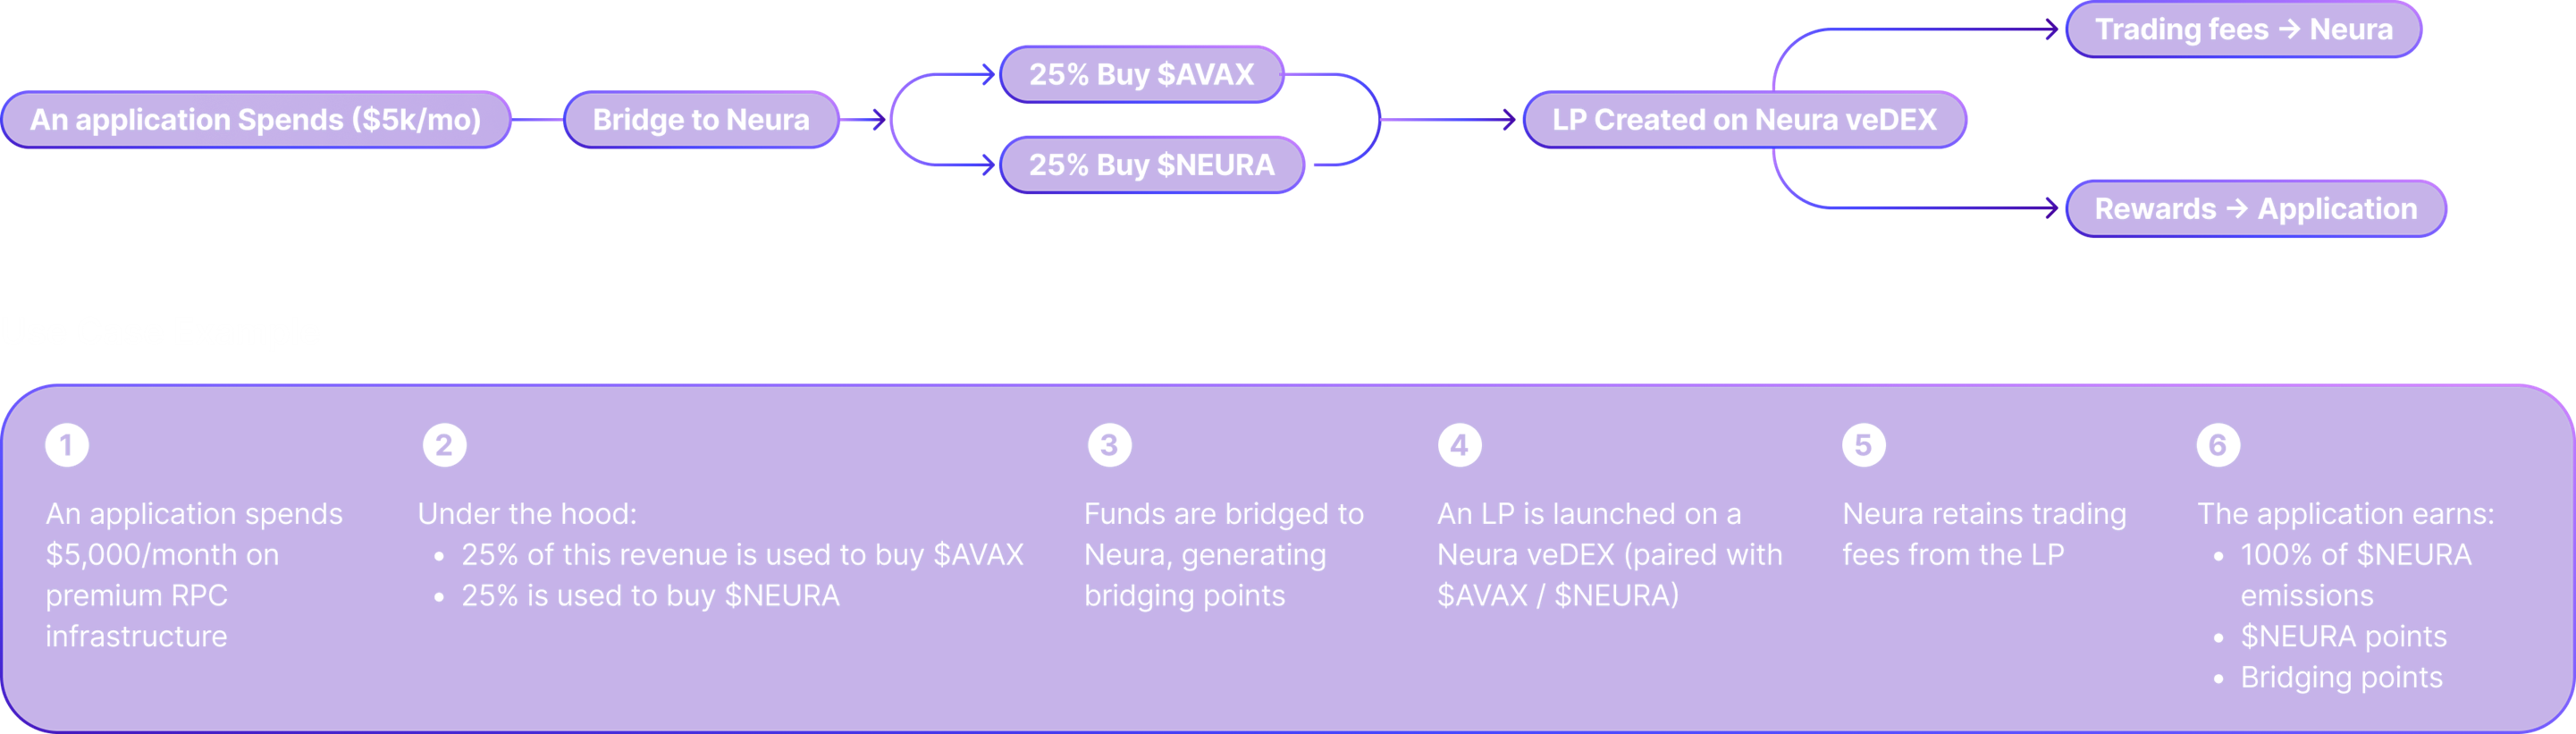 An application Spends ($5k/mo)
Bridge to Neura
25% Buy $AVAX
25% Buy $NEURA
LP Created on Neura veDEX
Trading fees → Neura
Rewards → Application
1
An application spends
$5,000/month on
premium RPC
infrastructure
2
Under the hood:
• 25% of this revenue is used to buy $AVAX
• 25% is used to buy $NEURA
3
Funds are bridged to
Neura, generating
bridging points
4
An LP is launched on a
Neura veDEX (paired with
$AVAX / $NEURA)
5
Neura retains trading
fees from the LP
6
The application earns:
• 100% of $NEURA
emissions
• $NEURA points
• Bridging points